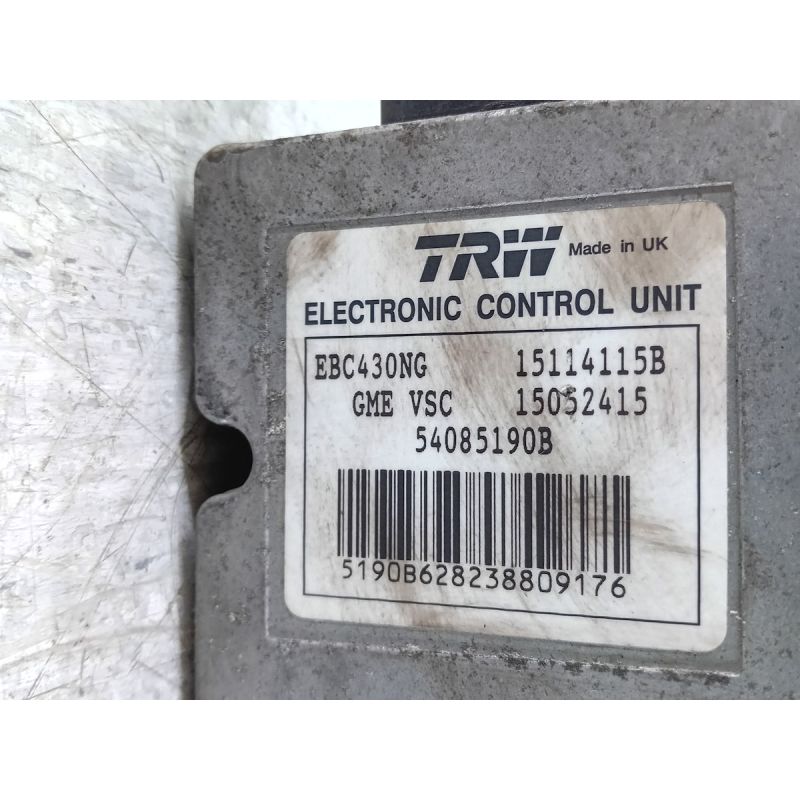 TRW Made in UK
ELECTRONIC CONTROL UNIT
EBC430NG 15114115B
GME VSC 15052415
54085190B
5190B628238809176